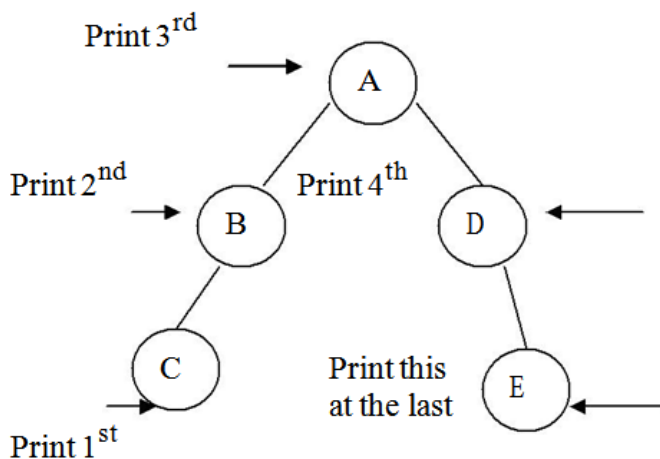 Print 3rd
A
Print 2nd
B
Print 4th
D
C
Print this
at the last
E
Print 1st